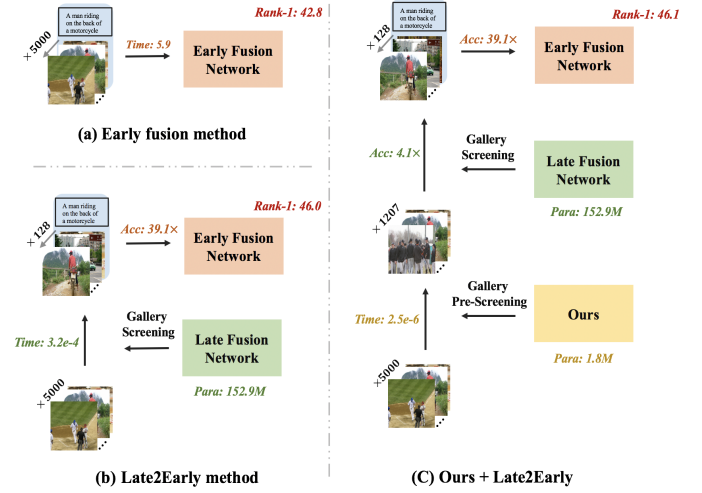 A man riding
on the back of
a motorcycle
× 5000
Time: 5.9
Rank-1: 42.8
Early Fusion
Network
(a) Early fusion method
A man riding
on the back of
a motorcycle
× 128
Acc: 39.1×
Rank-1: 46.0
Early Fusion
Network
Time: 3.2e-4
Gallery
Screening
Late Fusion
Network
Para: 152.9M
×5000
(b) Late2Early method
A man riding
on the back of
a motorcycle
× 128
Acc: 39.1×
Rank-1: 46.1
Early Fusion
Network
Acc: 4.1×
Gallery
Screening
Late Fusion
Network
Para: 152.9M
× 1207
Time: 2.5e-6
Gallery
Pre-Screening
Ours
Para: 1.8M
×5000
(C) Ours + Late2Early